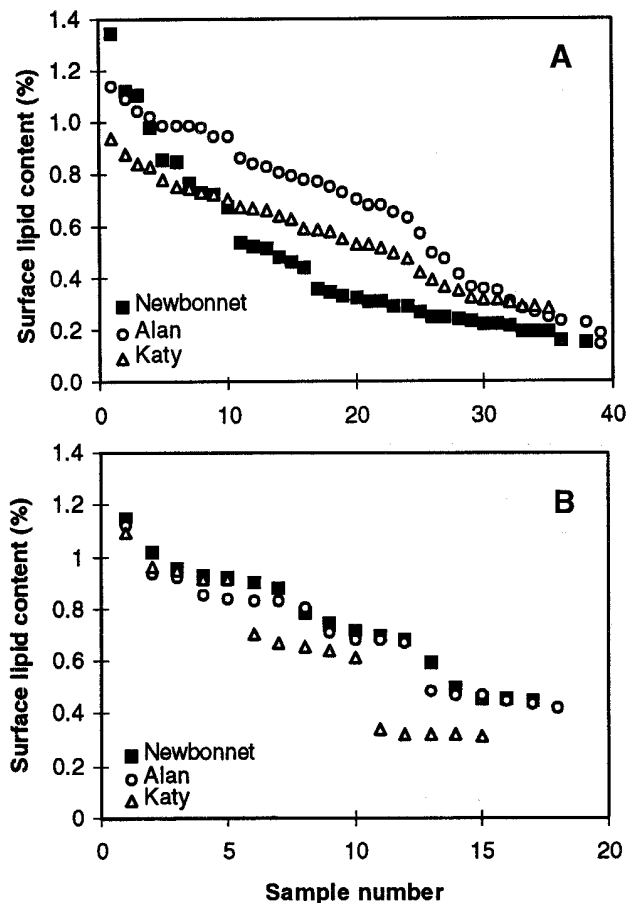 1.4
A
1.2
1.0
0.8
0.6
0.4
0.2
0.0
Surface lipid content (%)
Newbonnet
Alan
Katy
0 10 20 30 40
1.4
B
1.2
1
0.8
0.6
0.4
0.2
0
Surface lipid content (%)
Newbonnet
Alan
Katy
0 5 10 15 20
Sample number